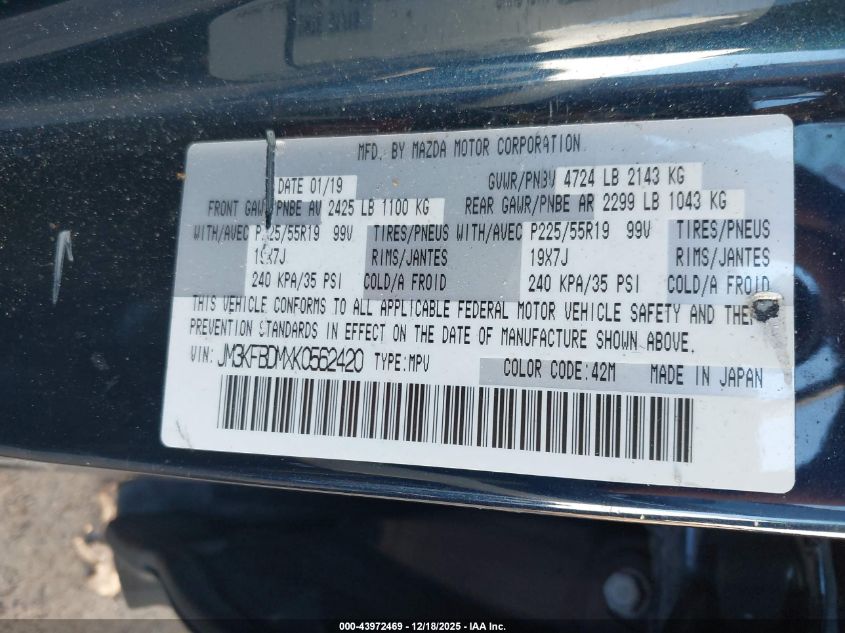 MFD. BY MAZDA MOTOR CORPORATION
DATE 01/19 GVWR/PNBV 4724 LB 2143 KG
FRONT GAWR/PNBE AV 2425 LB 1100 KG REAR GAWR/PNBE AR 2299 LB 1043 KG
WITH/AVEC P225/55R19 99V TIRES/PNEUS WITH/AVEC P225/55R19 99V TIRES/PNEUS
19X7J RIMS/JANTES 19X7J RIMS/JANTES
240 KPA/35 PSI COLD/A FROID 240 KPA/35 PSI COLD/A FROID
THIS VEHICLE CONFORMS TO ALL APPLICABLE FEDERAL MOTOR VEHICLE SAFETY AND THEFT
PREVENTION STANDARDS IN EFFECT ON THE DATE OF MANUFACTURE SHOWN ABOVE.
VIN: JM3KFBDMXK0552420 TYPE:MPV COLOR CODE:42M MADE IN JAPAN
000-43972469 - 12/18/2025 - IAA Inc.